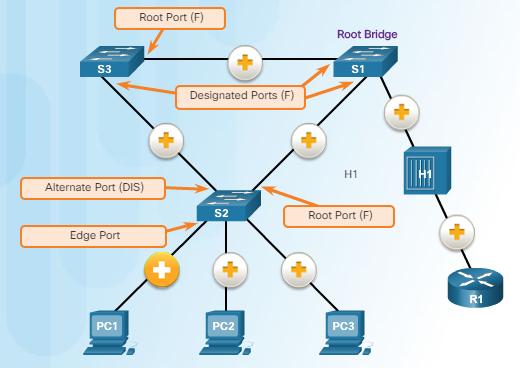 Root Port (F)
Root Bridge
S3
S1
Designated Ports (F)
H1
H1
Alternate Port (DIS)
S2
Root Port (F)
Edge Port
R1
PC1
PC2
PC3